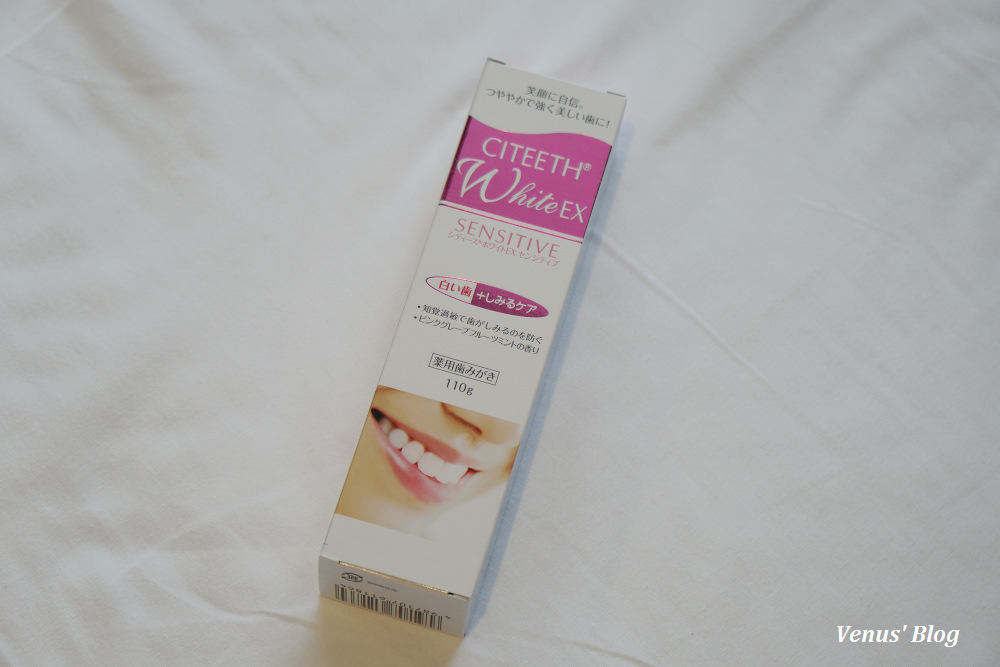 笑顔に自信。
つややかで強く美しい歯に!
CITEETH®
White EX
SENSITIVE
シティースホワイトEX センシティブ
白い歯 +しみるケア
・知覚過敏で歯がしみるのを防ぐ
・ピンクグレープフルーツミントの香り
薬用歯みがき
110g
Venus' Blog